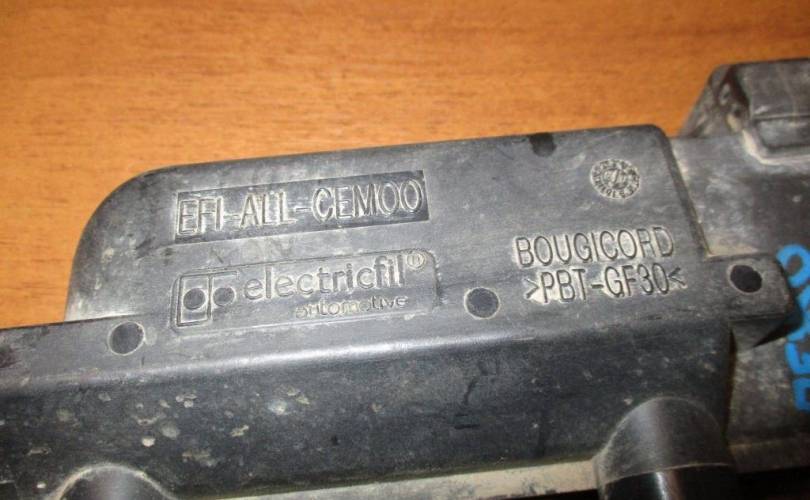 EFI-ALL-CEM00
electricfil®
automotive
BOUGICORD
>PBT-GF30<